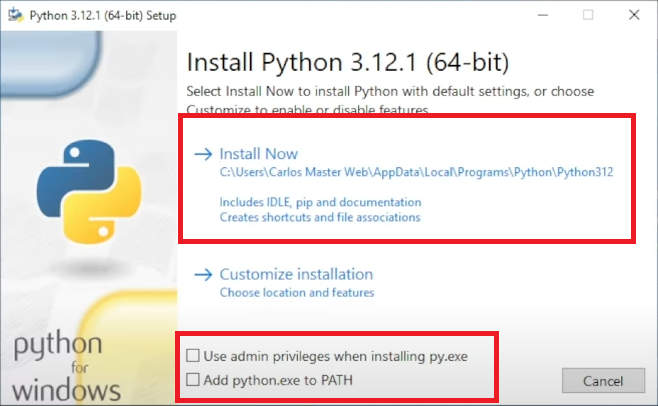 Python 3.12.1 (64-bit) Setup
Install Python 3.12.1 (64-bit)
Select Install Now to install Python with default settings, or choose
Customize to enable or disable features.
Install Now
C:\Users\Carlos Master Web\AppData\Local\Programs\Python\Python312
Includes IDLE, pip and documentation
Creates shortcuts and file associations
Customize installation
Choose location and features
python
for
windows
Use admin privileges when installing py.exe
Add python.exe to PATH
Cancel